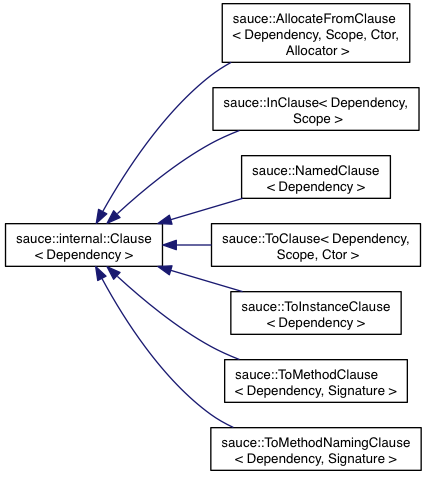 sauce::AllocateFromClause
< Dependency, Scope, Ctor,
Allocator >
sauce::InClause< Dependency,
Scope >
sauce::NamedClause
< Dependency >
sauce::internal::Clause
< Dependency >
sauce::ToClause< Dependency,
Scope, Ctor >
sauce::ToInstanceClause
< Dependency >
sauce::ToMethodClause
< Dependency, Signature >
sauce::ToMethodNamingClause
< Dependency, Signature >